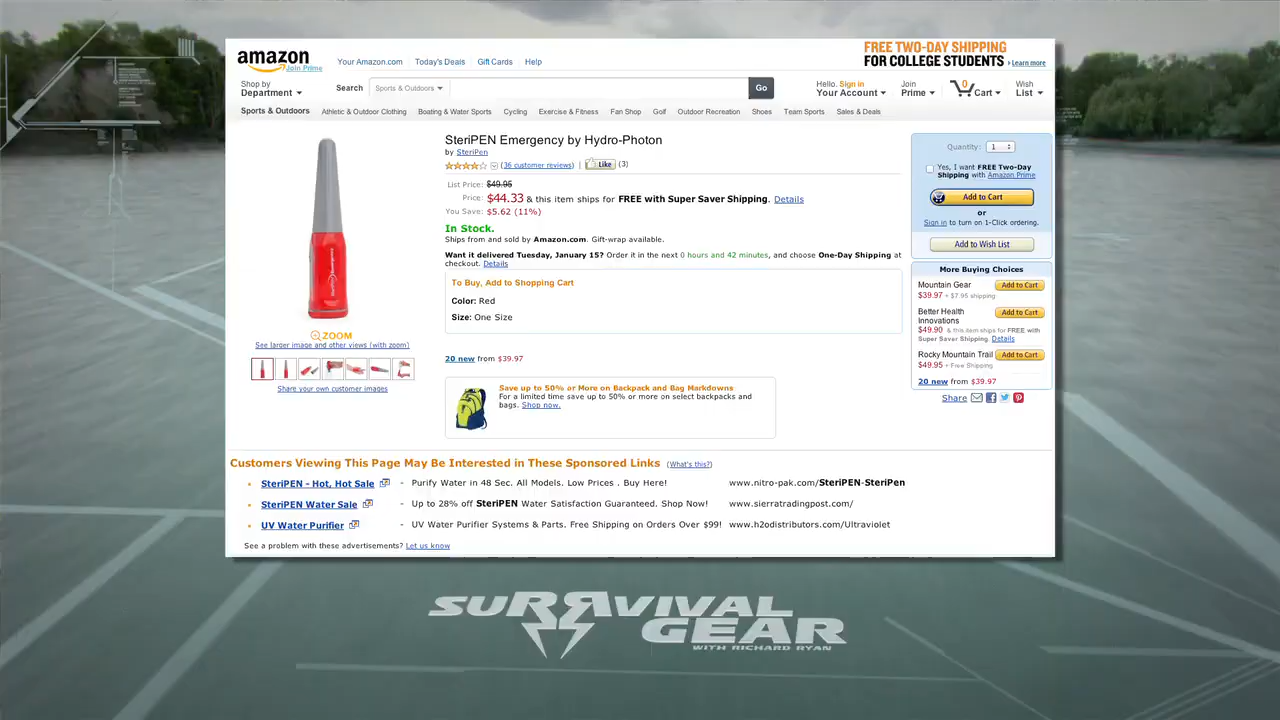 amazon
Join Prime
Your Amazon.com
Today's Deals
Gift Cards
Help
FREE TWO-DAY SHIPPING
FOR COLLEGE STUDENTS
Learn more
Shop by
Department
Search
Sports & Outdoors
Go
Hello. Sign in
Your Account
Join
Prime
0
Cart
Wish
List
Sports & Outdoors
Athletic & Outdoor Clothing
Boating & Water Sports
Cycling
Exercise & Fitness
Fan Shop
Golf
Outdoor Recreation
Shoes
Team Sports
Sales & Deals
SteriPEN Emergency by Hydro-Photon
by SteriPen
(36 customer reviews) | Like (3)
List Price: $49.95
Price: $44.33 & this item ships for FREE with Super Saver Shipping. Details
You Save: $5.62 (11%)
In Stock.
Ships from and sold by Amazon.com. Gift-wrap available.
Want it delivered Tuesday, January 15? Order it in the next 0 hours and 42 minutes, and choose One-Day Shipping at
checkout. Details
To Buy, Add to Shopping Cart
Color: Red
Size: One Size
20 new from $39.97
Save up to 50% or More on Backpack and Bag Markdowns
For a limited time save up to 50% or more on select backpacks and
bags. Shop now.
ZOOM
See larger image and other views (with zoom)
Share your own customer images
Quantity: 1
Yes, I want FREE Two-Day
Shipping with Amazon Prime
Add to Cart
or
Sign in to turn on 1-Click ordering.
Add to Wish List
More Buying Choices
Mountain Gear
Add to Cart
$39.97 + $7.95 shipping
Better Health
Innovations
Add to Cart
$49.90 & this item ships for FREE with
Super Saver Shipping. Details
Rocky Mountain Trail
Add to Cart
$49.95 + Free Shipping
20 new from $39.97
Share
Customers Viewing This Page May Be Interested in These Sponsored Links (What's this?)
SteriPEN - Hot, Hot Sale - Purify Water in 48 Sec. All Models. Low Prices . Buy Here! www.nitro-pak.com/SteriPEN-SteriPen
SteriPEN Water Sale - Up to 28% off SteriPEN Water Satisfaction Guaranteed. Shop Now! www.sierratradingpost.com/
UV Water Purifier - UV Water Purifier Systems & Parts. Free Shipping on Orders Over $99! www.h2odistributors.com/Ultraviolet
See a problem with these advertisements? Let us know
SURRVIVAL
GEAR
WITH RICHARD RYAN